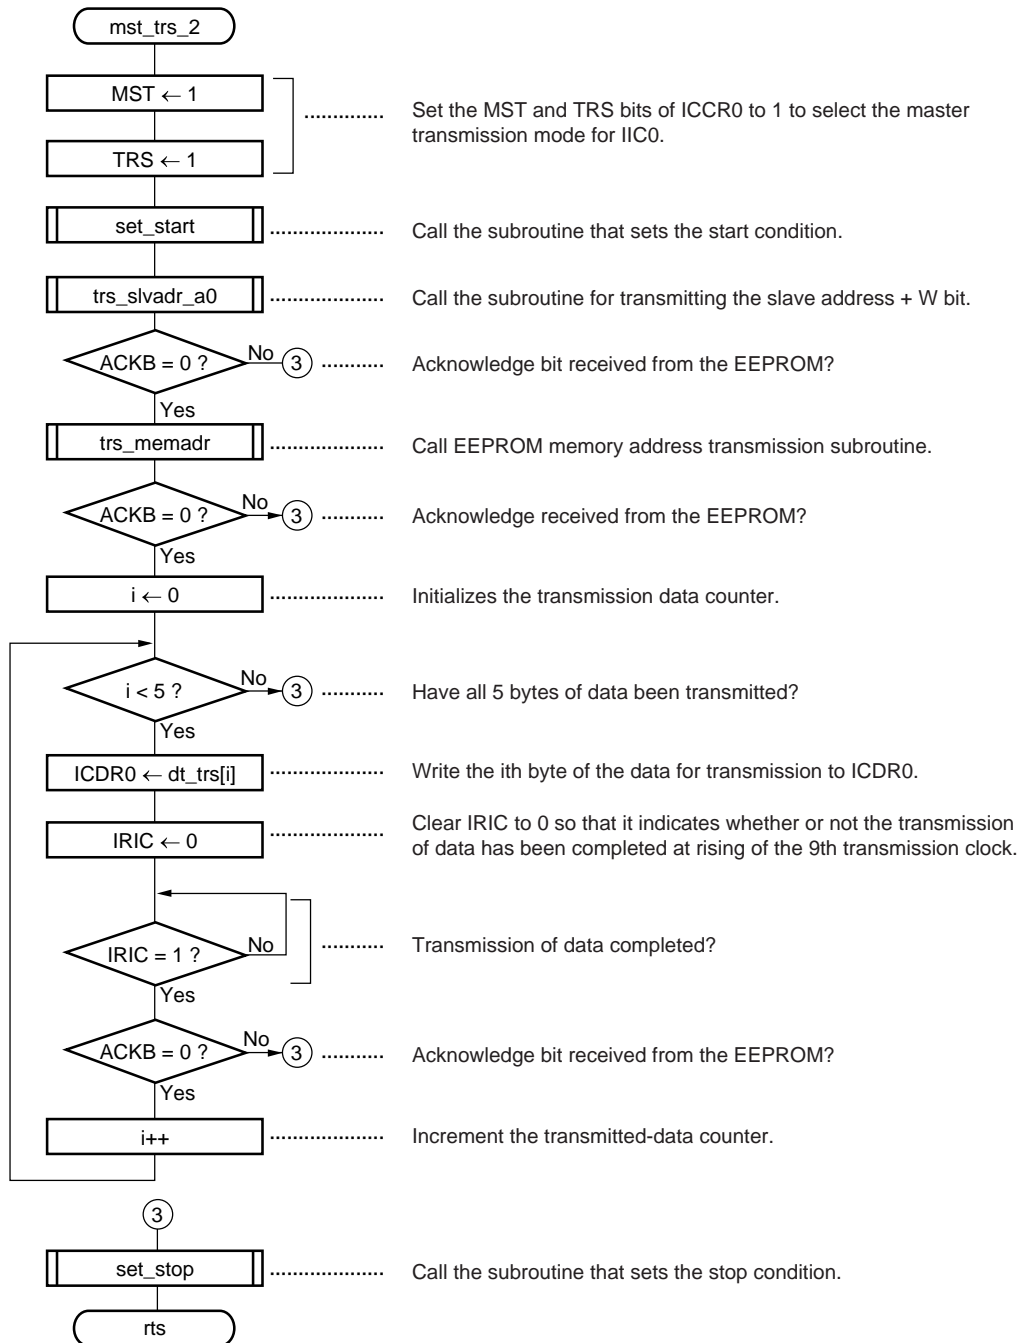 mst_trs_2
MST ← 1
TRS ← 1
Set the MST and TRS bits of ICCR0 to 1 to select the master
transmission mode for IIC0.
set_start
Call the subroutine that sets the start condition.
trs_slvadr_a0
Call the subroutine for transmitting the slave address + W bit.
ACKB = 0 ?
No
3
Acknowledge bit received from the EEPROM?
Yes
trs_memadr
Call EEPROM memory address transmission subroutine.
ACKB = 0 ?
No
3
Acknowledge received from the EEPROM?
Yes
i ← 0
Initializes the transmission data counter.
i < 5 ?
No
3
Have all 5 bytes of data been transmitted?
Yes
ICDR0 ← dt_trs[i]
Write the ith byte of the data for transmission to ICDR0.
IRIC ← 0
Clear IRIC to 0 so that it indicates whether or not the transmission
of data has been completed at rising of the 9th transmission clock.
IRIC = 1 ?
No
Transmission of data completed?
Yes
ACKB = 0 ?
No
3
Acknowledge bit received from the EEPROM?
Yes
i++
Increment the transmitted-data counter.
3
set_stop
Call the subroutine that sets the stop condition.
rts